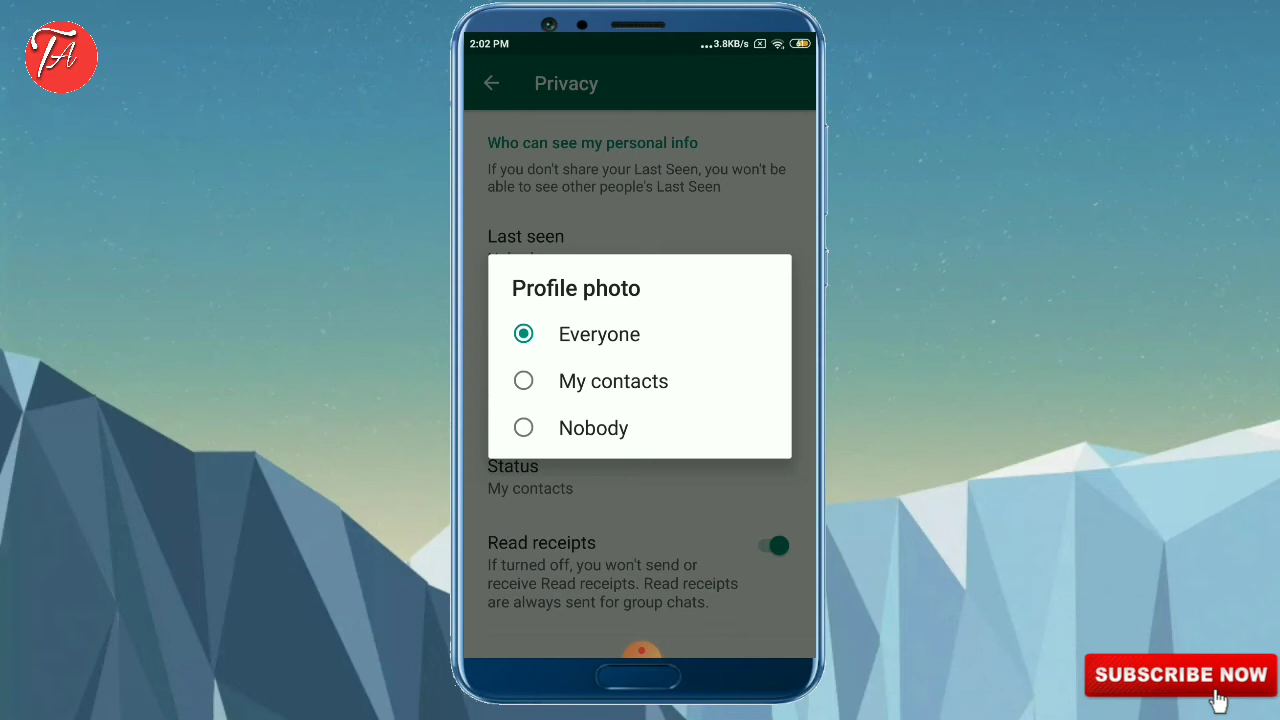 TA
2:02 PM
...3.8KB/s
61
Privacy
Who can see my personal info
If you don't share your Last Seen, you won't be
able to see other people's Last Seen
Last seen
Profile photo
Everyone
My contacts
Nobody
Status
My contacts
Read receipts
If turned off, you won't send or
receive Read receipts. Read receipts
are always sent for group chats.
SUBSCRIBE NOW